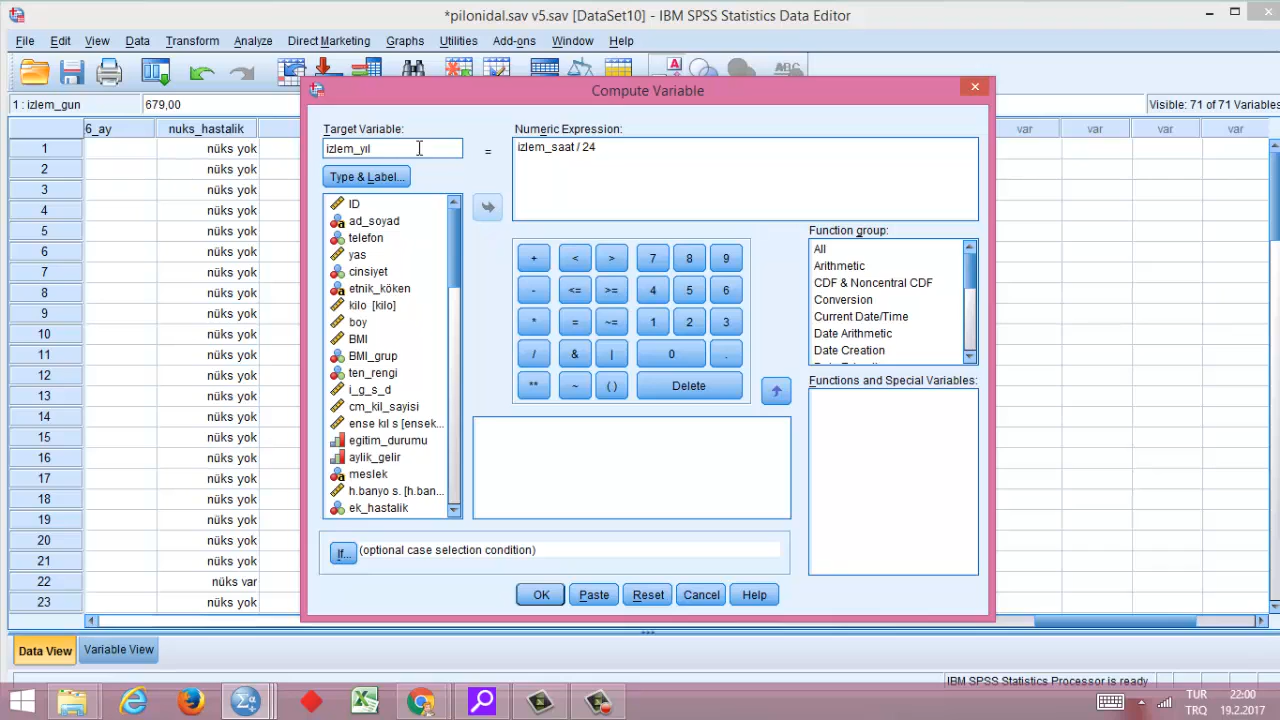 *pilonidal.sav v5.sav [DataSet10] - IBM SPSS Statistics Data Editor
File Edit View Data Transform Analyze Direct Marketing Graphs Utilities Add-ons Window Help
1 : izlem_gun 679,00 Visible: 71 of 71 Variables
Compute Variable
Target Variable:
izlem_yıl
=
Numeric Expression:
izlem_saat / 24
Type & Label...
ID
ad_soyad
telefon
yas
cinsiyet
etnik_köken
kilo [kilo]
boy
BMI
BMI_grup
ten_rengi
i_g_s_d
cm_kil_sayisi
ense kıl s [ensek...
egitim_durumu
aylik_gelir
meslek
h.banyo s. [h.ban...
ek_hastalik
+ < > 7 8 9
- <= >= 4 5 6
* = ~= 1 2 3
/ & | 0 .
** ~ ( ) Delete
Function group:
All
Arithmetic
CDF & Noncentral CDF
Conversion
Current Date/Time
Date Arithmetic
Date Creation
Functions and Special Variables:
If... (optional case selection condition)
OK Paste Reset Cancel Help
6_ay nuks_hastalik var var var var
1 nüks yok
2 nüks yok
3 nüks yok
4 nüks yok
5 nüks yok
6 nüks yok
7 nüks yok
8 nüks yok
9 nüks yok
10 nüks yok
11 nüks yok
12 nüks yok
13 nüks yok
14 nüks yok
15 nüks yok
16 nüks yok
17 nüks yok
18 nüks yok
19 nüks yok
20 nüks yok
21 nüks yok
22 nüks var
23 nüks yok
Data View Variable View
IBM SPSS Statistics Processor is ready
TUR 22:00
TRQ 19.2.2017